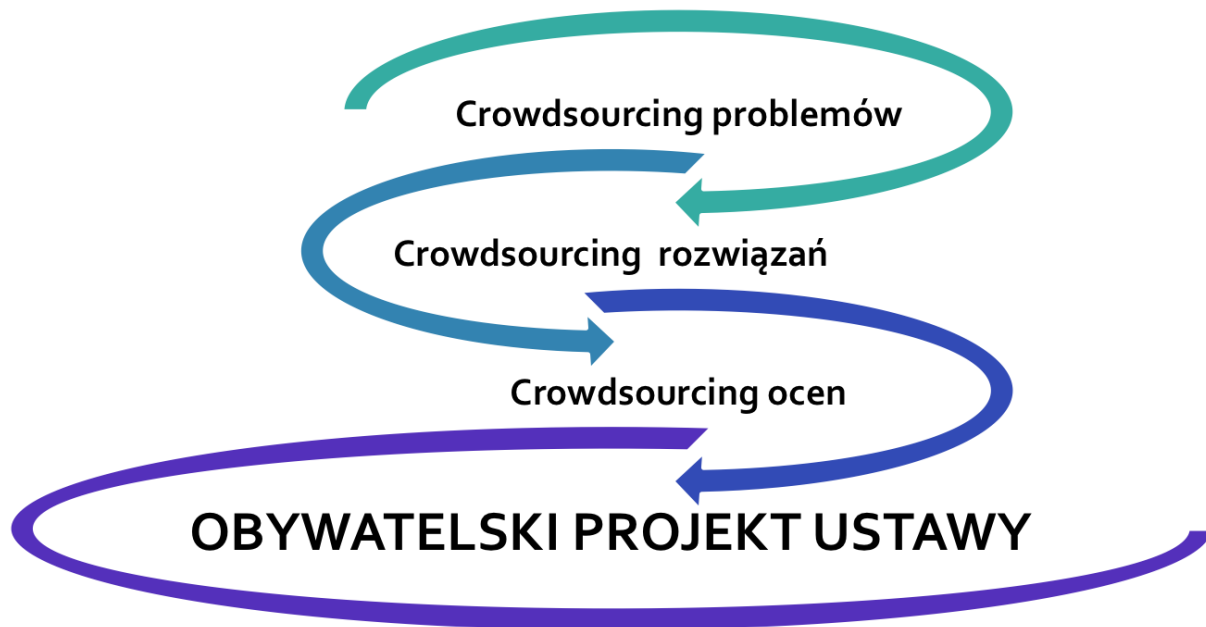 Crowdsourcing problemów
Crowdsourcing rozwiązań
Crowdsourcing ocen
OBYWATELSKI PROJEKT USTAWY